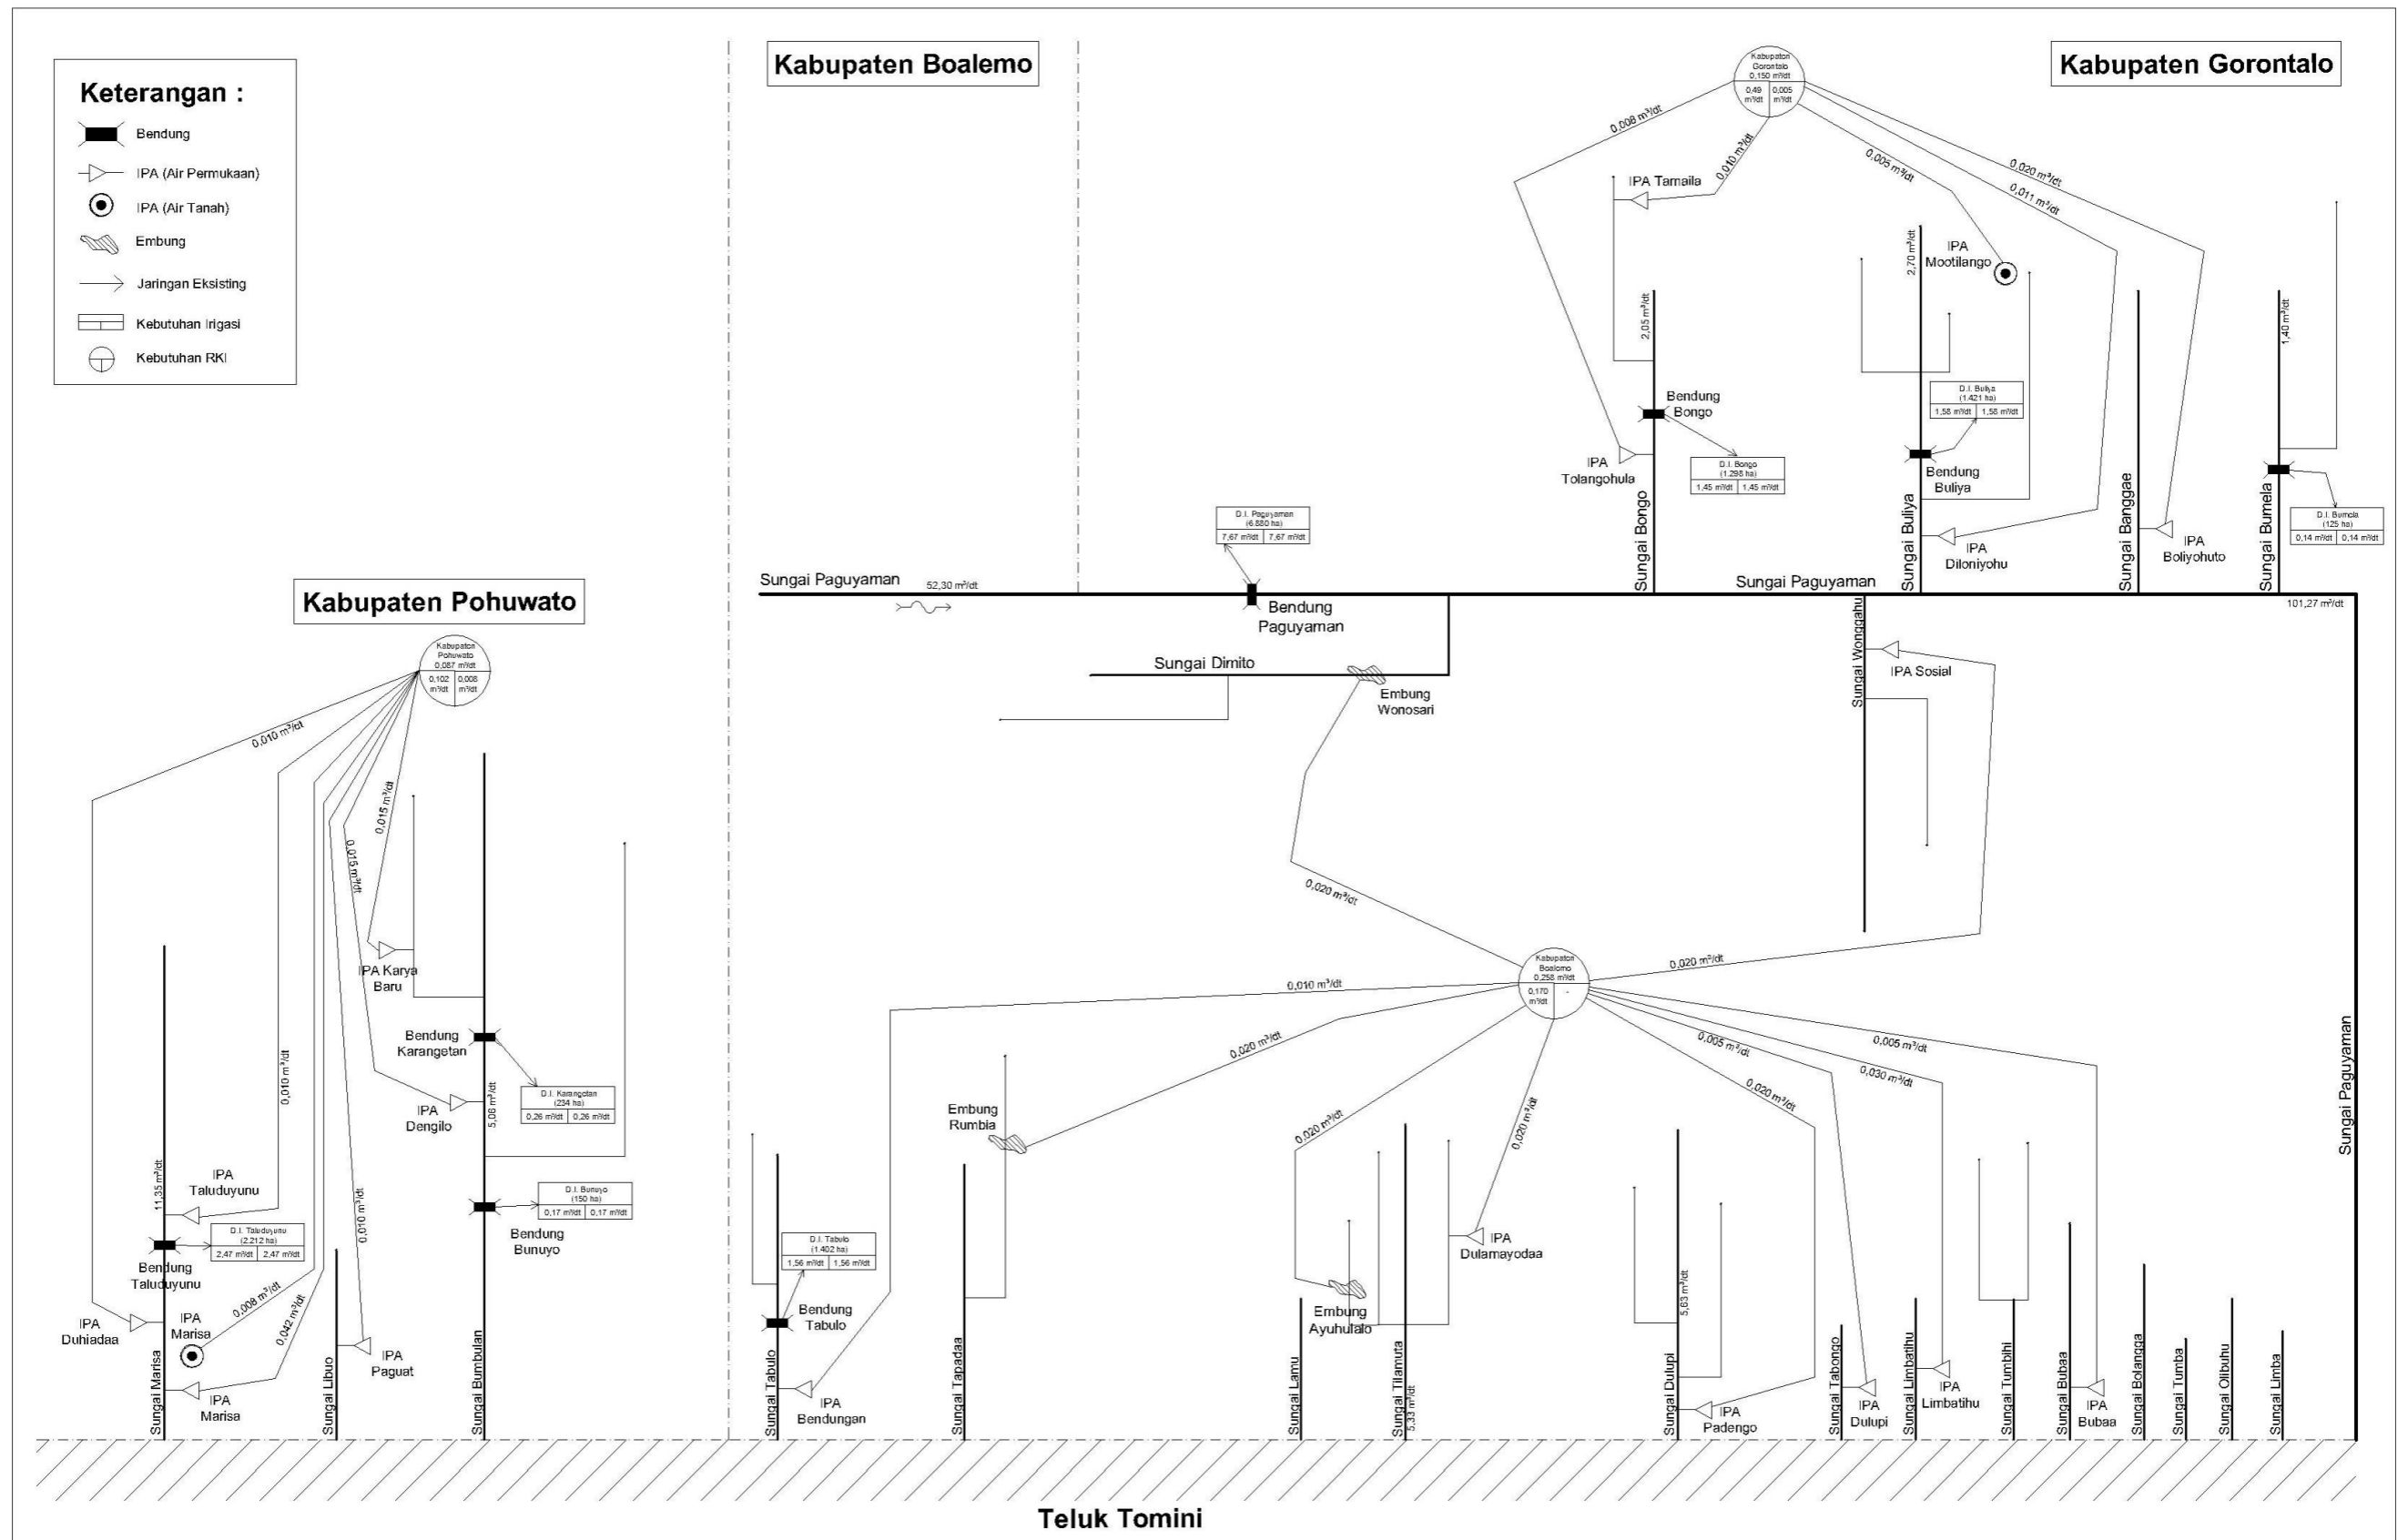 Keterangan :
Bendung
IPA (Air Permukaan)
IPA (Air Tanah)
Embung
Jaringan Eksisting
Kebutuhan Irigasi
Kebutuhan RKI
Kabupaten Boalemo
Kabupaten Gorontalo
Kabupaten
Gorontalo
0,150 m³/dt
0,49
m³/dt
0,005
m³/dt
0,008 m³/dt
0,010 m³/dt
0,005 m³/dt
0,020 m³/dt
0,011 m³/dt
IPA Tamaila
2,05 m³/dt
Bendung
Bongo
IPA
Tolangohula
D.I. Bongo
(1.298 ha)
1,45 m³/dt
1,45 m³/dt
Sungai Bongo
2,70 m³/dt
IPA
Mootilango
D.I. Buliya
(1.421 ha)
1,58 m³/dt
1,58 m³/dt
Bendung
Buliya
Sungai Buliya
IPA
Diloniyohu
Sungai Banggae
IPA
Boliyohuto
1,40 m³/dt
Sungai Bumela
D.I. Bumela
(125 ha)
0,14 m³/dt
0,14 m³/dt
D.I. Paguyaman
(6.880 ha)
7,67 m³/dt
7,67 m³/dt
Sungai Paguyaman
52,30 m³/dt
Bendung
Paguyaman
Sungai Paguyaman
101,27 m³/dt
Sungai Dimito
Embung
Wonosari
Sungai Wonggahu
IPA Sosial
Sungai Paguyaman
Kabupaten Pohuwato
Kabupaten
Pohuwato
0,087 m³/dt
0,102
m³/dt
0,008
m³/dt
0,010 m³/dt
0,015 m³/dt
0,015 m³/dt
0,010 m³/dt
0,010 m³/dt
0,008 m³/dt
0,042 m³/dt
IPA Karya
Baru
Bendung
Karangetan
D.I. Karangetan
(234 ha)
0,26 m³/dt
0,26 m³/dt
IPA
Dengilo
5,06 m³/dt
D.I. Bunuyo
(150 ha)
0,17 m³/dt
0,17 m³/dt
Bendung
Bunuyo
11,35 m³/dt
IPA
Taluduyunu
D.I. Taluduyunu
(2.212 ha)
2,47 m³/dt
2,47 m³/dt
Bendung
Taluduyunu
IPA
Duhiadaa
IPA
Marisa
IPA
Marisa
IPA
Paguat
Sungai Marisa
Sungai Libuo
Sungai Bumbulan
Kabupaten
Boalemo
0,258 m³/dt
0,170
m³/dt
-
0,020 m³/dt
0,020 m³/dt
0,010 m³/dt
0,020 m³/dt
0,020 m³/dt
0,020 m³/dt
0,020 m³/dt
0,005 m³/dt
0,030 m³/dt
0,005 m³/dt
D.I. Tabulo
(1.402 ha)
1,56 m³/dt
1,56 m³/dt
Bendung
Tabulo
IPA
Bendungan
Embung
Rumbia
Embung
Ayuhulalo
IPA
Dulamayodaa
5,33 m³/dt
5,63 m³/dt
IPA
Padengo
IPA
Dulupi
IPA
Limbatihu
IPA
Bubaa
Sungai Tabulo
Sungai Tapadaa
Sungai Lamu
Sungai Tilamuta
Sungai Dulupi
Sungai Tabongo
Sungai Limbatihu
Sungai Tumbihi
Sungai Bubaa
Sungai Bolangga
Sungai Tumba
Sungai Olibuhu
Sungai Limba
Teluk Tomini